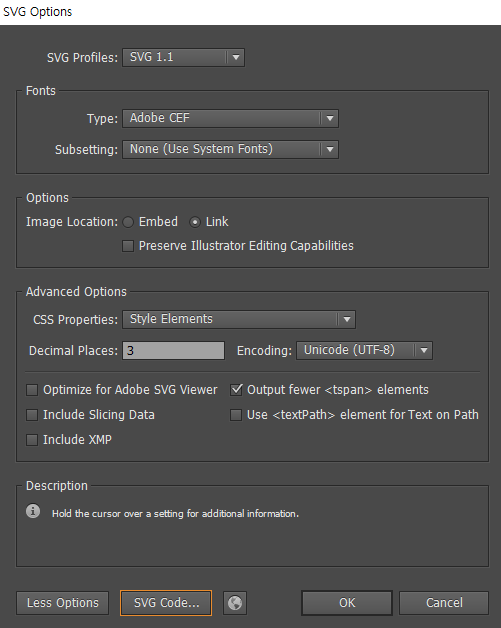 SVG Options
SVG Profiles: SVG 1.1
Fonts
Type: Adobe CEF
Subsetting: None (Use System Fonts)
Options
Image Location: Embed Link
Preserve Illustrator Editing Capabilities
Advanced Options
CSS Properties: Style Elements
Decimal Places: 3 Encoding: Unicode (UTF-8)
Optimize for Adobe SVG Viewer Output fewer <tspan> elements
Include Slicing Data Use <textPath> element for Text on Path
Include XMP
Description
Hold the cursor over a setting for additional information.
Less Options SVG Code... OK Cancel